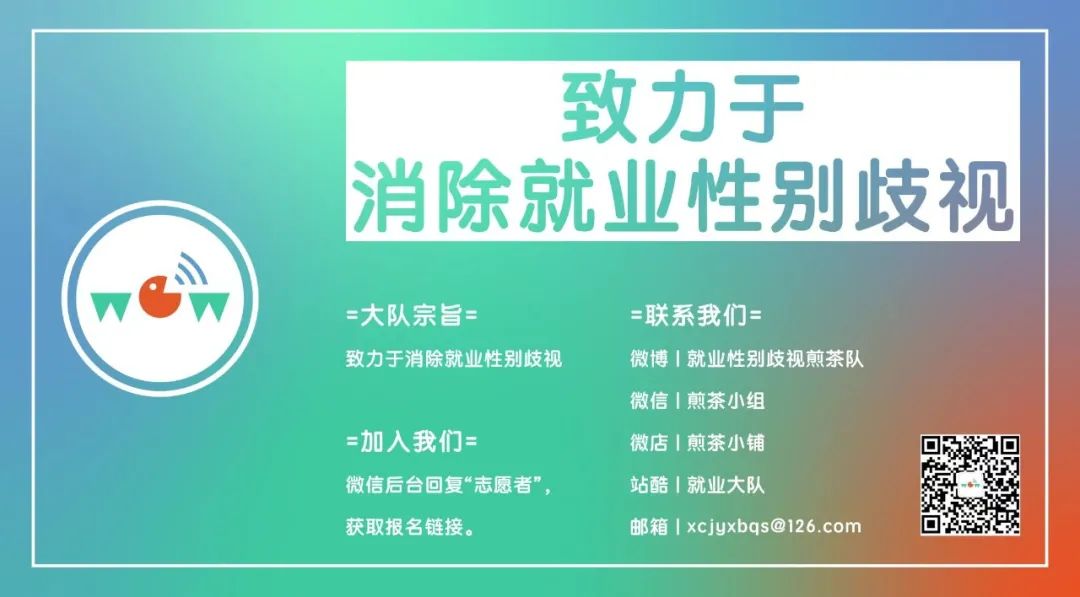 致力于
消除就业性别歧视
WOW
=大队宗旨=
致力于消除就业性别歧视
=加入我们=
微信后台回复“志愿者”，
获取报名链接。
=联系我们=
微博丨就业性别歧视煎茶队
微信丨煎茶小组
微店丨煎茶小铺
站酷丨就业大队
邮箱丨xcjyxbqs@126.com